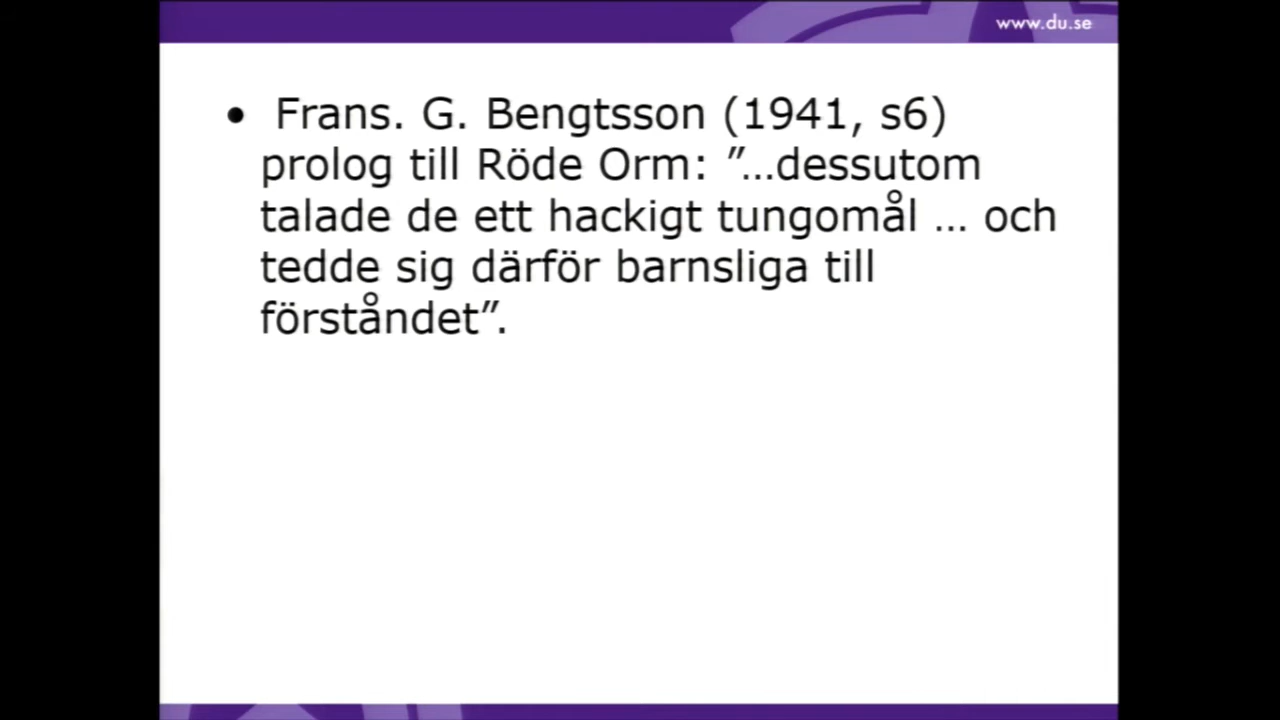 www.du.se
• Frans. G. Bengtsson (1941, s6)
prolog till Röde Orm: ”…dessutom
talade de ett hackigt tungomål … och
tedde sig därför barnsliga till
förståndet”.